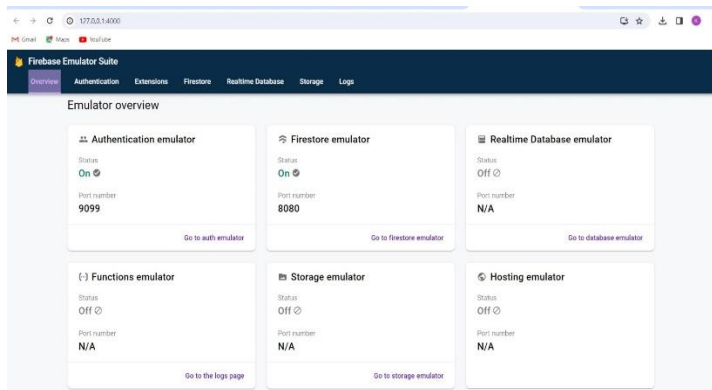 127.0.0.1:4000
Gmail Maps YouTube
Firebase Emulator Suite
Overview Authentication Extensions Firestore Realtime Database Storage Logs
Emulator overview
Authentication emulator
Status
On
Port number
9099
Go to auth emulator
Firestore emulator
Status
On
Port number
8080
Go to firestore emulator
Realtime Database emulator
Status
Off
Port number
N/A
Go to database emulator
Functions emulator
Status
Off
Port number
N/A
Go to the logs page
Storage emulator
Status
Off
Port number
N/A
Go to storage emulator
Hosting emulator
Status
Off
Port number
N/A